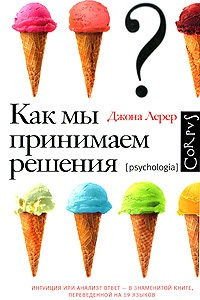 ?
Как мы Джона Лерер
принимаем
решения [psychologia]
CORPUS
ИНТУИЦИЯ ИЛИ АНАЛИЗ? ОТВЕТ — В ЗНАМЕНИТОЙ КНИГЕ,
ПЕРЕВЕДЕННОЙ НА 19 ЯЗЫКОВ